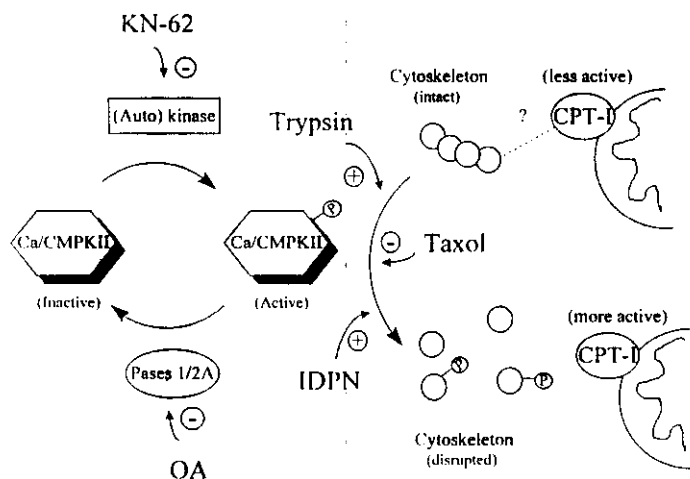 KN-62
⊖
(Auto) kinase
Cytoskeleton
(intact)
(less active)
CPT-I
?
Trypsin
⊕
Ca/CMPKII
(Inactive)
P
Ca/CMPKII
(Active)
⊖
Taxol
Pases 1/2A
⊖
OA
⊕
IDPN
P
P
Cytoskeleton
(disrupted)
(more active)
CPT-I